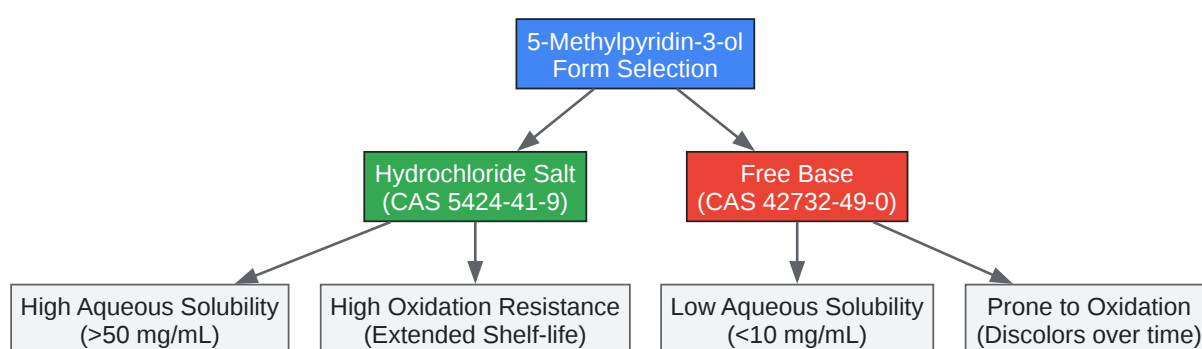 5-Methylpyridin-3-ol
Form Selection
Hydrochloride Salt
(CAS 5424-41-9)
Free Base
(CAS 42732-49-0)
High Aqueous Solubility
(>50 mg/mL)
High Oxidation Resistance
(Extended Shelf-life)
Low Aqueous Solubility
(<10 mg/mL)
Prone to Oxidation
(Discolors over time)